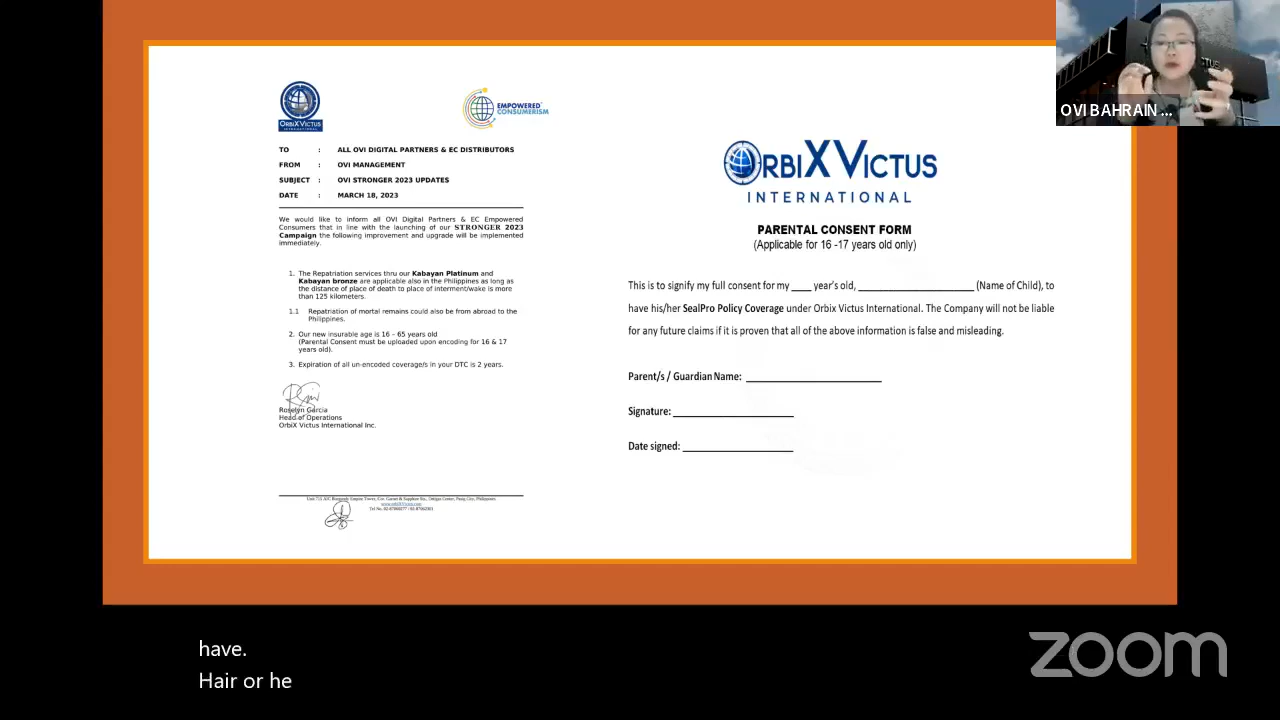 ORBIX VICTUS
INTERNATIONAL
EMPOWERED
CONSUMERISM
TO : ALL OVI DIGITAL PARTNERS & EC DISTRIBUTORS
FROM : OVI MANAGEMENT
SUBJECT : OVI STRONGER 2023 UPDATES
DATE : MARCH 18, 2023
We would like to inform all OVI Digital Partners & EC Empowered
Consumers that in line with the launching of our STRONGER 2023
Campaign the following improvement and upgrade will be implemented
immediately.
1. The Repatriation services thru our Kabayan Platinum and
Kabayan bronze are applicable also in the Philippines as long as
the distance of place of death to place of interment/wake is more
than 125 kilometers.
1.1 Repatriation of mortal remains could also be from abroad to the
Philippines.
2. Our new insurable age is 16 – 65 years old
(Parental Consent must be uploaded upon encoding for 16 & 17
years old).
3. Expiration of all un-encoded coverage/s in your DTC is 2 years.
Roselyn Garcia
Head of Operations
OrbiX Victus International Inc.
ORBIX VICTUS
INTERNATIONAL
PARENTAL CONSENT FORM
(Applicable for 16 -17 years old only)
This is to signify my full consent for my ____ year's old, ______________________ (Name of Child), to
have his/her SealPro Policy Coverage under Orbix Victus International. The Company will not be liable
for any future claims if it is proven that all of the above information is false and misleading.
Parent/s / Guardian Name: _________________________
Signature: ______________________
Date signed: ____________________
OVI BAHRAIN ...
have.
Hair or he
zoom